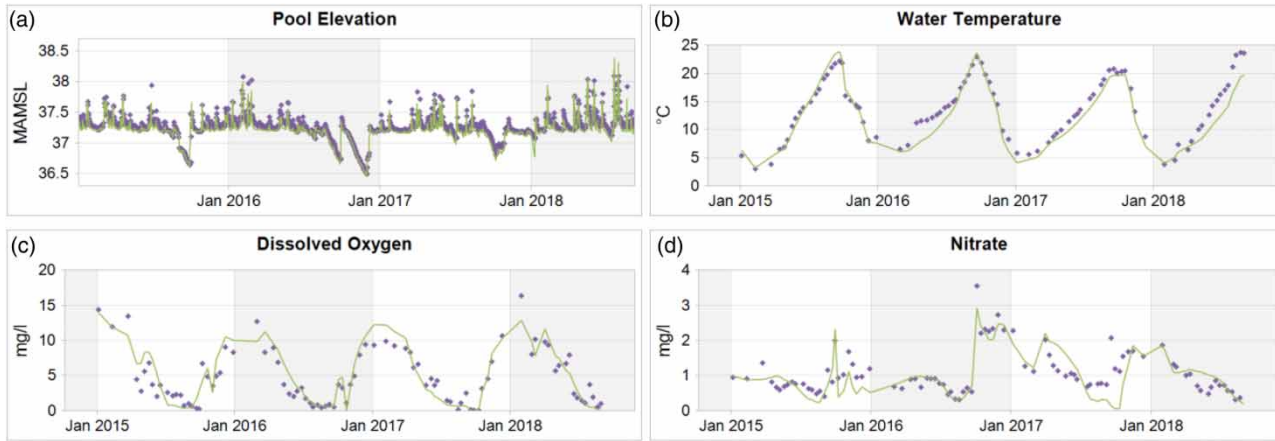 (a) Pool Elevation
MAMSL
38.5
38
37.5
37
36.5
Jan 2016 Jan 2017 Jan 2018
(b) Water Temperature
°C
25
20
15
10
5
0
Jan 2015 Jan 2016 Jan 2017 Jan 2018
(c) Dissolved Oxygen
mg/l
20
15
10
5
0
Jan 2015 Jan 2016 Jan 2017 Jan 2018
(d) Nitrate
mg/l
4
3
2
1
0
Jan 2015 Jan 2016 Jan 2017 Jan 2018